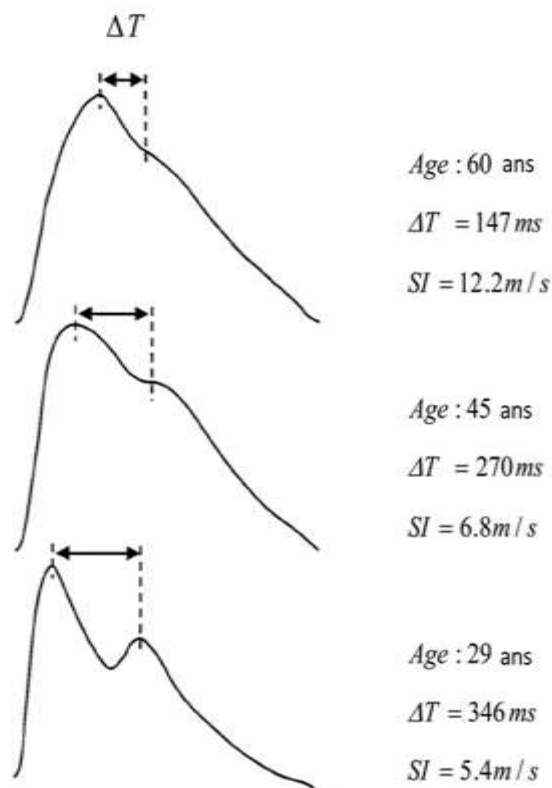 ΔT
Age : 60 ans
ΔT = 147 ms
SI = 12.2 m / s
Age : 45 ans
ΔT = 270 ms
SI = 6.8 m / s
Age : 29 ans
ΔT = 346 ms
SI = 5.4 m / s